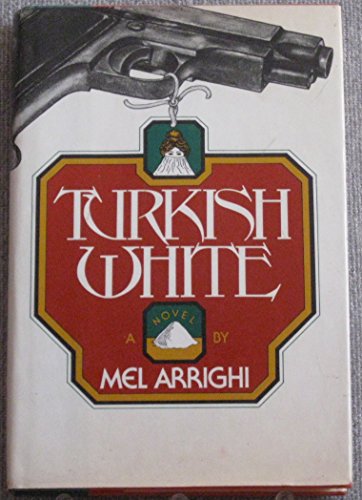 TURKISH
WHITE
A NOVEL BY
MEL ARRIGHI